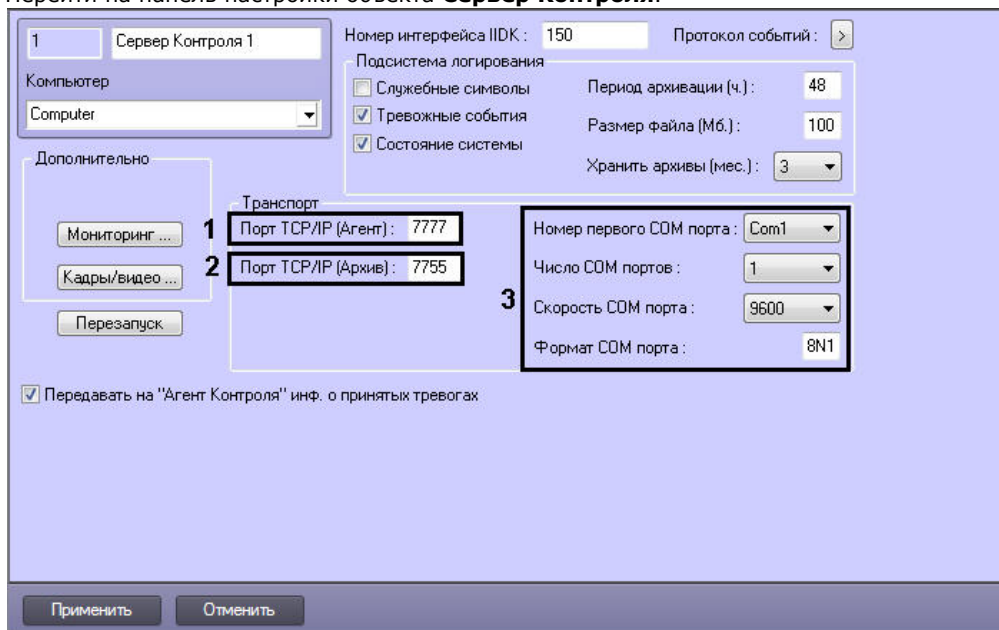 Перейти на панель настройки объекта Сервер Контроля.
1 Сервер Контроля 1
Номер интерфейса IIDK : 150 Протокол событий : >
Компьютер
Computer
Подсистема логирования
Служебные символы
Тревожные события
Состояние системы
Период архивации (ч.) : 48
Размер файла (Мб.) : 100
Хранить архивы (мес.) : 3
Дополнительно
Мониторинг ...
Кадры/видео ...
Перезапуск
Транспорт
1 Порт TCP/IP (Агент) : 7777
2 Порт TCP/IP (Архив) : 7755
3
Номер первого COM порта : Com1
Число COM портов : 1
Скорость COM порта : 9600
Формат COM порта : 8N1
Передавать на "Агент Контроля" инф. о принятых тревогах
Применить Отменить